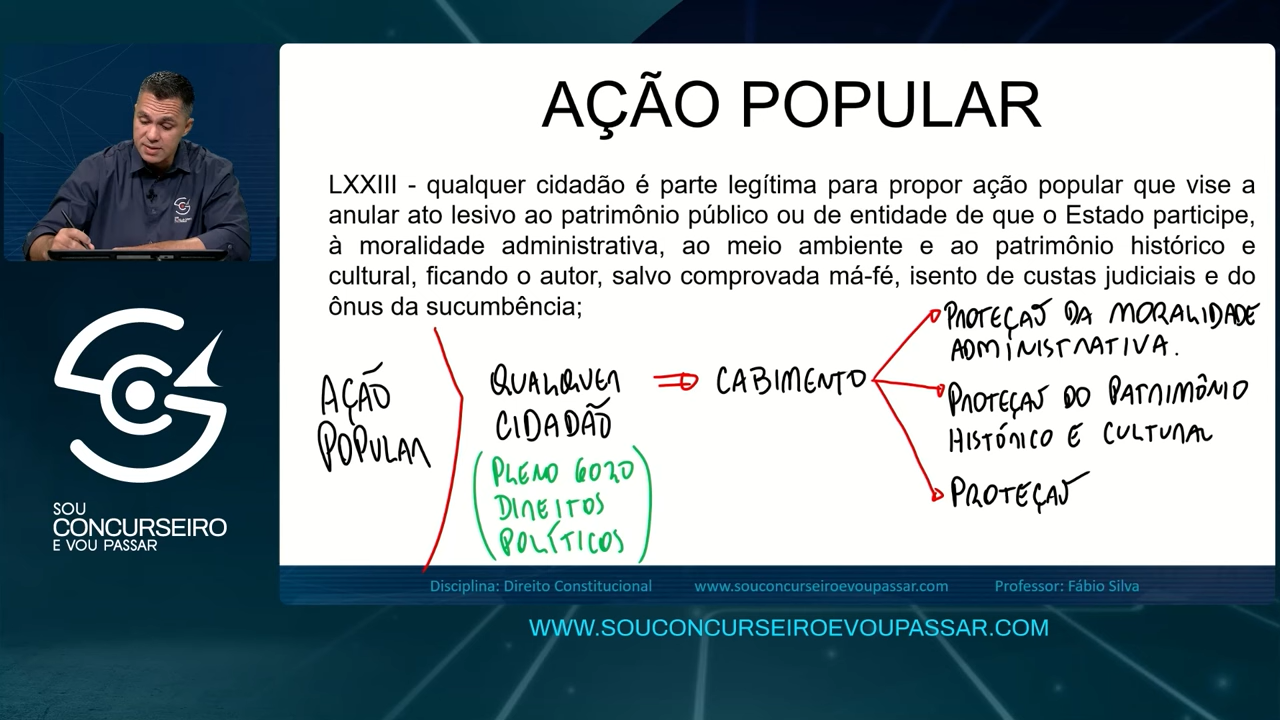 AÇÃO POPULAR
LXXIII - qualquer cidadão é parte legítima para propor ação popular que vise a
anular ato lesivo ao patrimônio público ou de entidade de que o Estado participe,
à moralidade administrativa, ao meio ambiente e ao patrimônio histórico e
cultural, ficando o autor, salvo comprovada má-fé, isento de custas judiciais e do
ônus da sucumbência;
AÇÃO
POPULAR
QUALQUER
CIDADÃO
(PLENO GOZO
DIREITOS
POLÍTICOS)
CABIMENTO
PROTEÇÃO DA MORALIDADE
ADMINISTRATIVA.
PROTEÇÃO DO PATRIMÔNIO
HISTÓRICO E CULTURAL
PROTEÇÃO
SOU
CONCURSEIRO
E VOU PASSAR
Disciplina: Direito Constitucional www.souconcurseiroevoupassar.com Professor: Fábio Silva
WWW.SOUCONCURSEIROEVOUPASSAR.COM